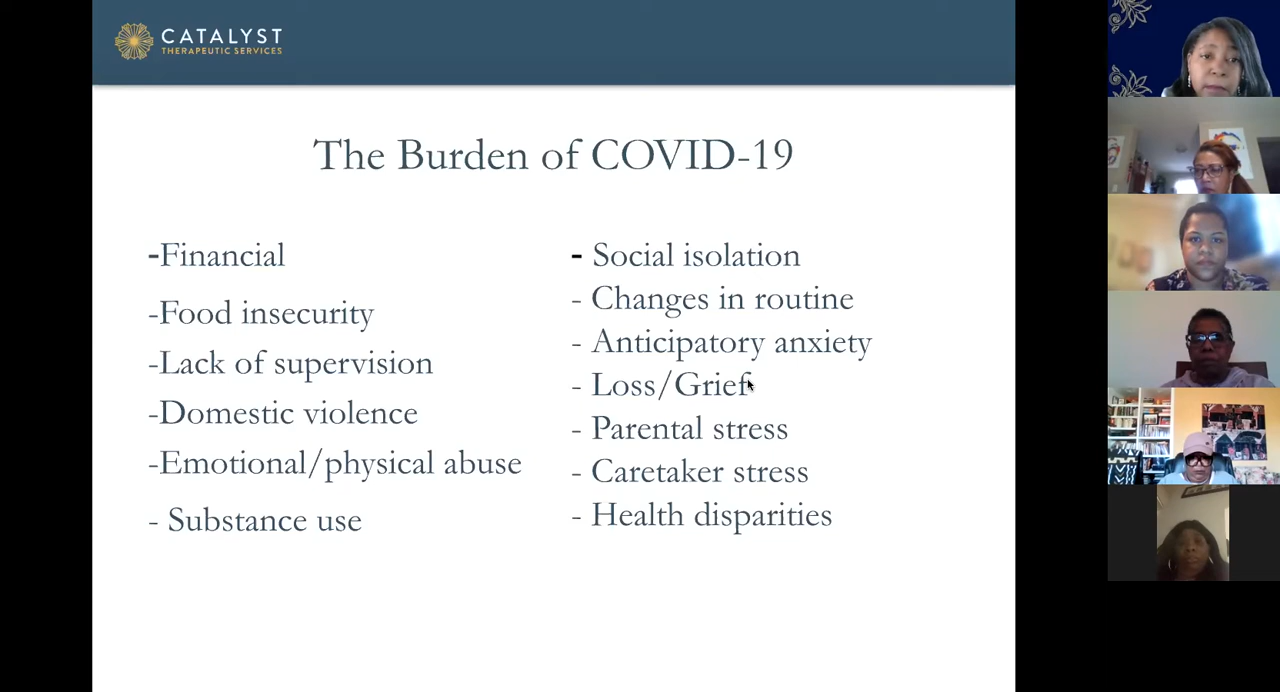 CATALYST
THERAPEUTIC SERVICES
The Burden of COVID-19
-Financial
-Food insecurity
-Lack of supervision
-Domestic violence
-Emotional/physical abuse
- Substance use
- Social isolation
- Changes in routine
- Anticipatory anxiety
- Loss/Grief
- Parental stress
- Caretaker stress
- Health disparities